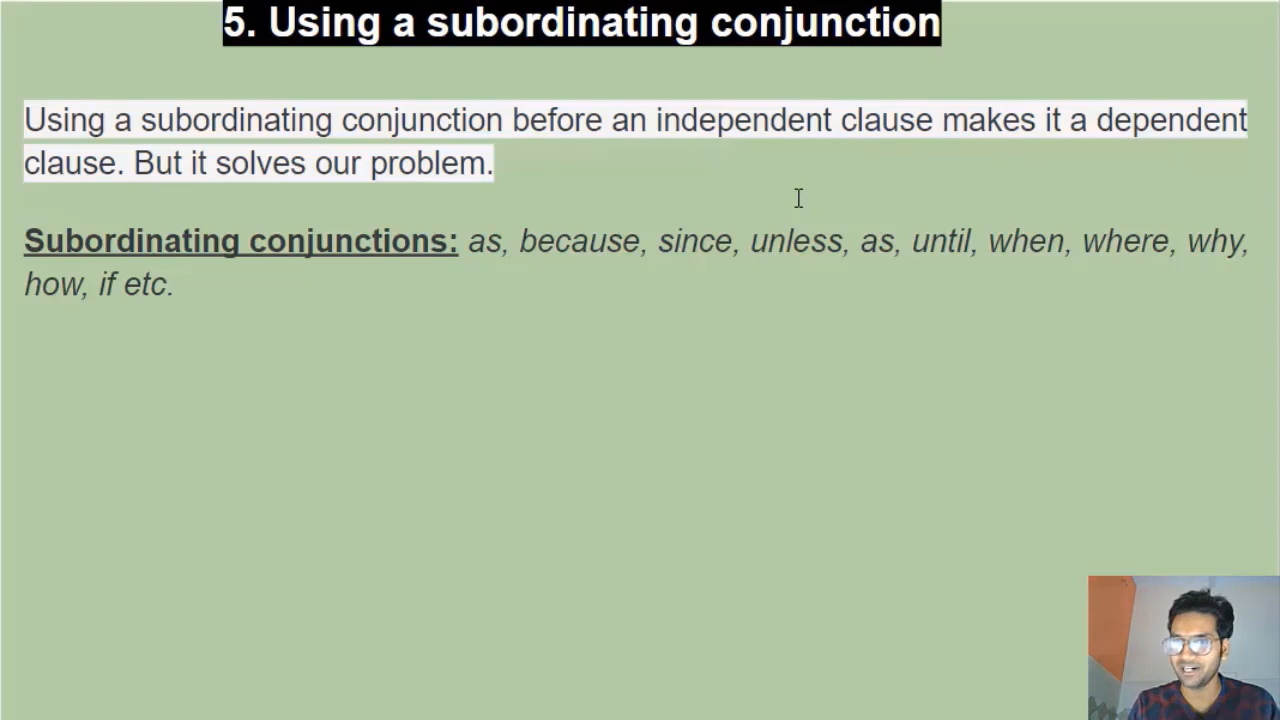 5. Using a subordinating conjunction
Using a subordinating conjunction before an independent clause makes it a dependent
clause. But it solves our problem.
Subordinating conjunctions: as, because, since, unless, as, until, when, where, why,
how, if etc.